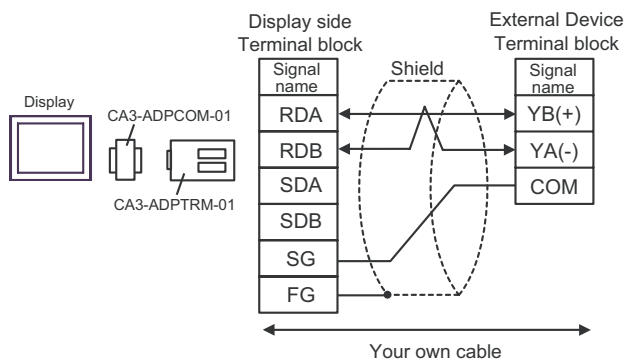 Display side
Terminal block
External Device
Terminal block
Signal
name
Shield
Signal
name
Display
CA3-ADPCOM-01
CA3-ADPTRM-01
RDA
YB(+)
RDB
YA(-)
SDA
COM
SDB
SG
FG
Your own cable